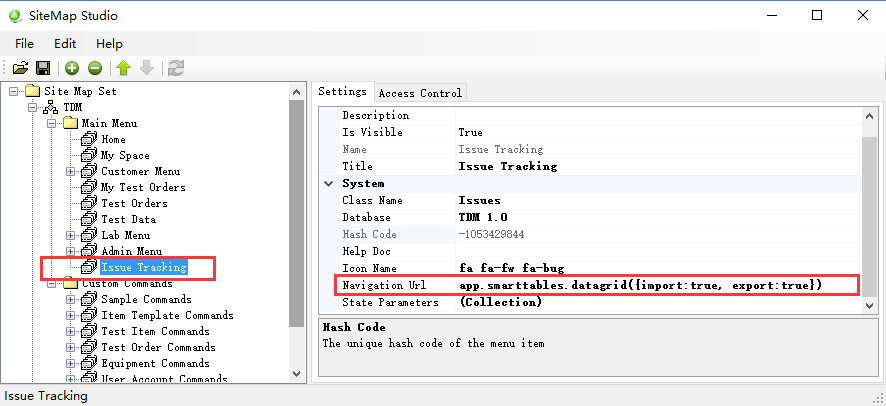 SiteMap Studio
File Edit Help
Site Map Set
TDM
Main Menu
Home
My Space
Customer Menu
My Test Orders
Test Orders
Test Data
Lab Menu
Admin Menu
Issue Tracking
Custom Commands
Sample Commands
Item Template Commands
Test Item Commands
Test Order Commands
Equipment Commands
User Account Commands
Settings Access Control
Description
Is Visible True
Name Issue Tracking
Title Issue Tracking
System
Class Name Issues
Database TDM 1.0
Hash Code -1053429844
Help Doc
Icon Name fa fa-fw fa-bug
Navigation Url app.smarttables.datagrid({import:true, export:true})
State Parameters (Collection)
Hash Code
The unique hash code of the menu item
Issue Tracking